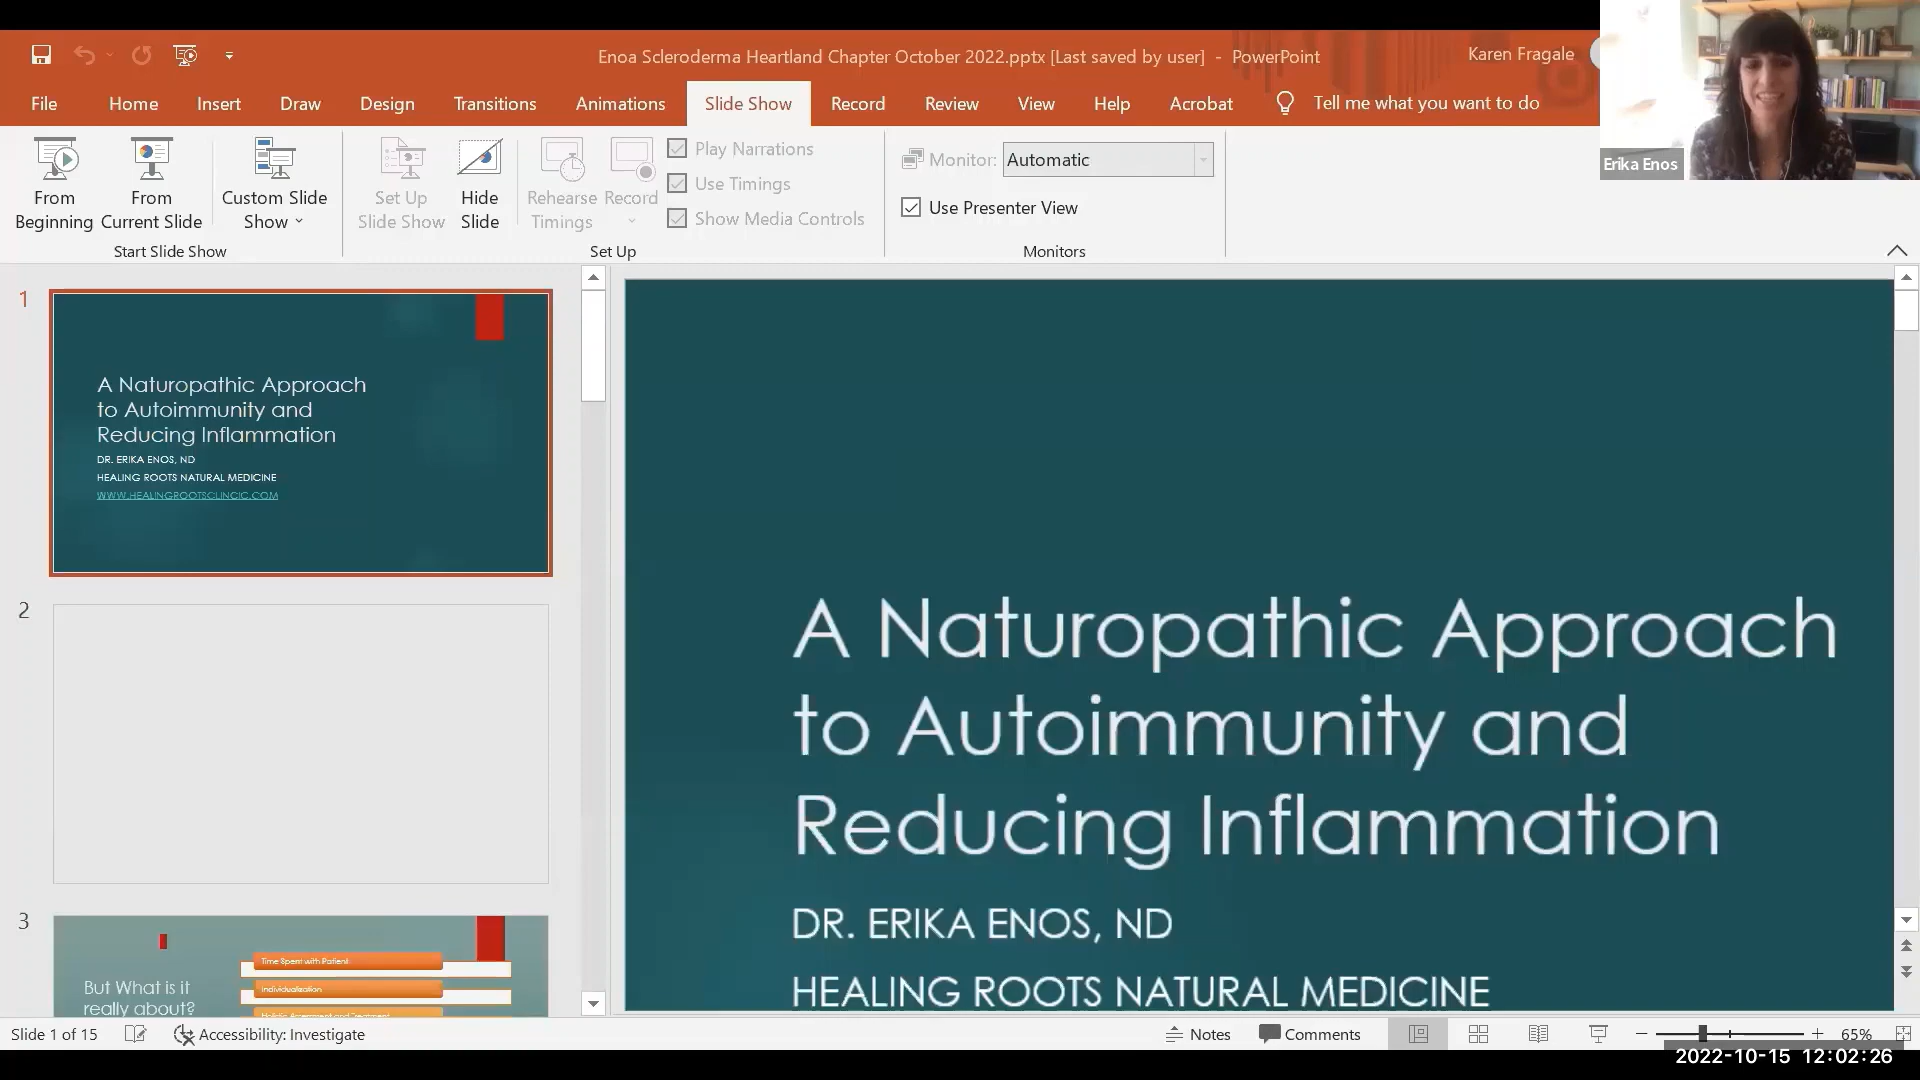 Enoa Scleroderma Heartland Chapter October 2022.pptx [Last saved by user] - PowerPoint
Karen Fragale
File Home Insert Draw Design Transitions Animations Slide Show Record Review View Help Acrobat Tell me what you want to do
Erika Enos
From Beginning
From Current Slide
Custom Slide Show
Start Slide Show
Set Up Slide Show
Hide Slide
Rehearse Timings
Record
Play Narrations
Use Timings
Show Media Controls
Set Up
Monitor: Automatic
Use Presenter View
Monitors
1
A Naturopathic Approach
to Autoimmunity and
Reducing Inflammation
DR. ERIKA ENOS, ND
HEALING ROOTS NATURAL MEDICINE
WWW.HEALINGROOTSCLINCIC.COM
2
3
But What is it
really about?
Time Spent with Patient
Individualization
A Naturopathic Approach
to Autoimmunity and
Reducing Inflammation
DR. ERIKA ENOS, ND
HEALING ROOTS NATURAL MEDICINE
Slide 1 of 15
Accessibility: Investigate
Notes
Comments
65%
2022-10-15 12:02:26